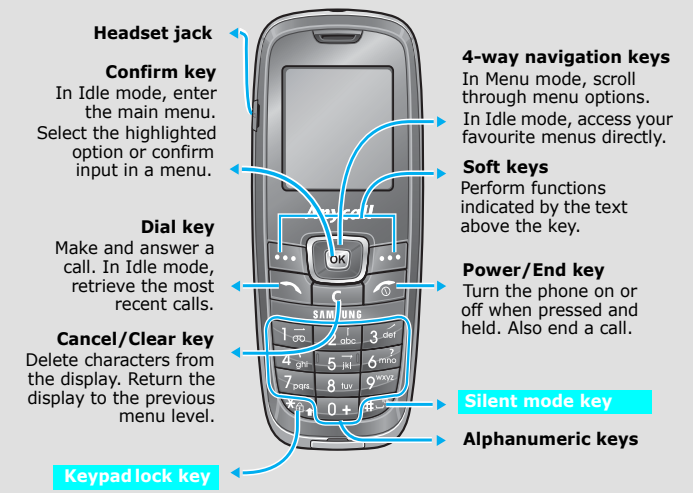 Headset jack
Confirm key
In Idle mode, enter
the main menu.
Select the highlighted
option or confirm
input in a menu.
Dial key
Make and answer a
call. In Idle mode,
retrieve the most
recent calls.
Cancel/Clear key
Delete characters from
the display. Return the
display to the previous
menu level.
Keypad lock key
4-way navigation keys
In Menu mode, scroll
through menu options.
In Idle mode, access your
favourite menus directly.
Soft keys
Perform functions
indicated by the text
above the key.
Power/End key
Turn the phone on or
off when pressed and
held. Also end a call.
Silent mode key
Alphanumeric keys
Anycall
OK
C
SAMSUNG
1 2 abc 3 def
4 ghi 5 jkl 6 mno
7 pqrs 8 tuv 9 wxyz
* 0 + #